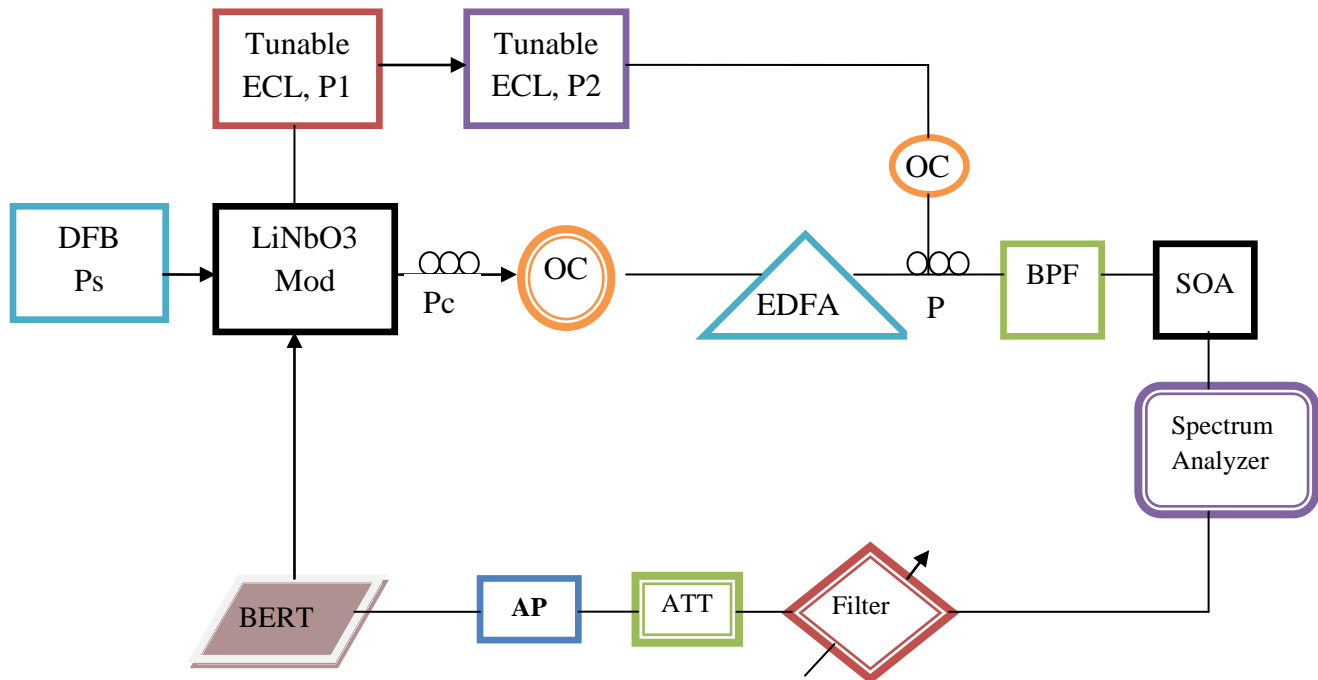 Tunable
ECL, P1
Tunable
ECL, P2
OC
DFB
Ps
LiNbO3
Mod
Pc
OC
EDFA
P
BPF
SOA
Spectrum
Analyzer
BERT
AP
ATT
Filter